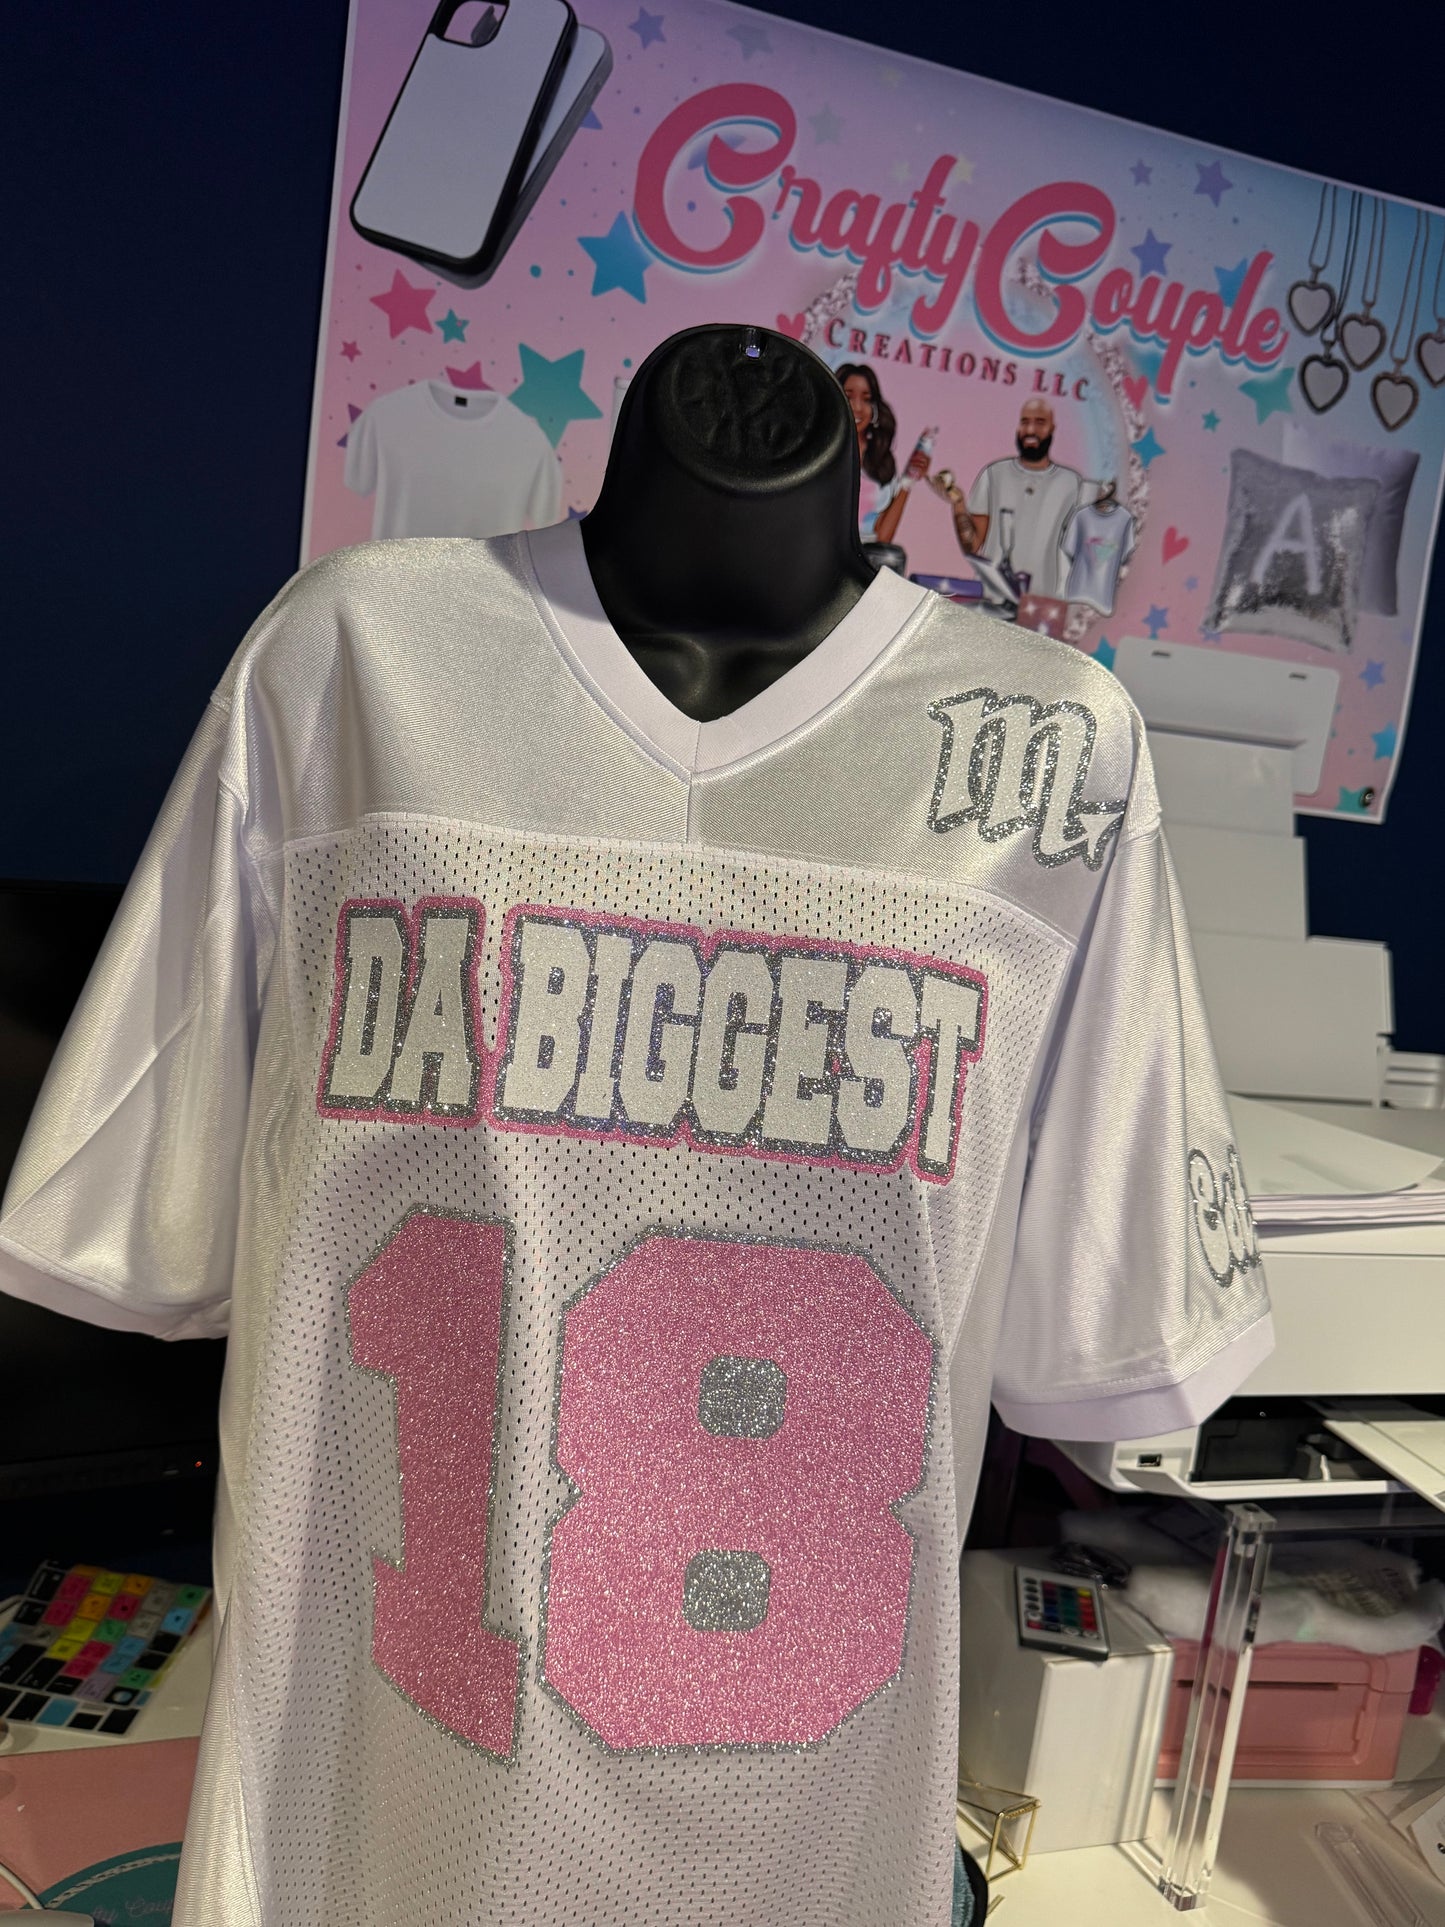 Crafty Couple
CREATIONS LLC
A
m
DA BIGGEST
18